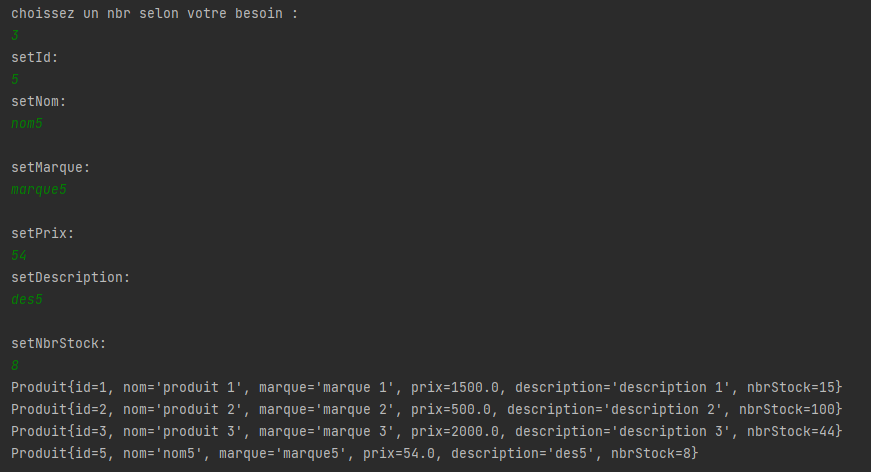 choissez un nbr selon votre besoin :
3
setId:
5
setNom:
nom5
setMarque:
marque5
setPrix:
54
setDescription:
des5
setNbrStock:
8
Produit{id=1, nom='produit 1', marque='marque 1', prix=1500.0, description='description 1', nbrStock=15}
Produit{id=2, nom='produit 2', marque='marque 2', prix=500.0, description='description 2', nbrStock=100}
Produit{id=3, nom='produit 3', marque='marque 3', prix=2000.0, description='description 3', nbrStock=44}
Produit{id=5, nom='nom5', marque='marque5', prix=54.0, description='des5', nbrStock=8}